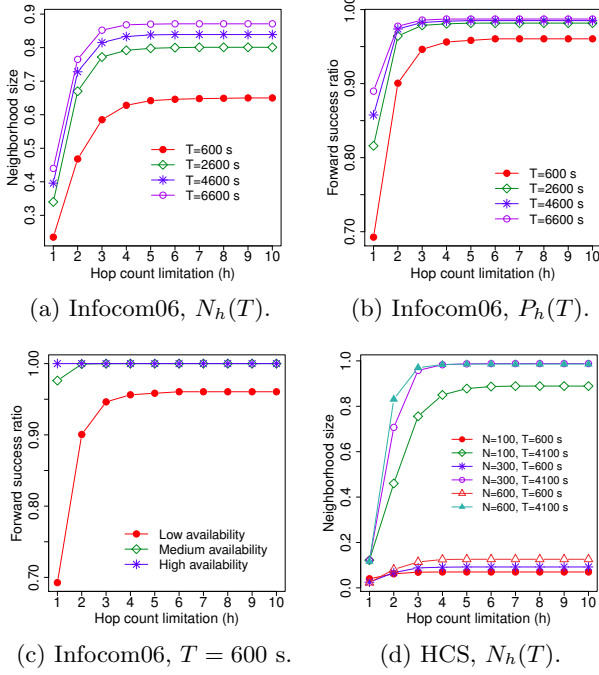 0.9
0.8
0.7
0.6
0.5
0.4
0.3
Neighborhood size
T=600 s
T=2600 s
T=4600 s
T=6600 s
1 2 3 4 5 6 7 8 9 10
Hop count limitation (h)
(a) Infocom06, N_h(T).
1.00
0.90
0.80
0.70
Forward success ratio
T=600 s
T=2600 s
T=4600 s
T=6600 s
1 2 3 4 5 6 7 8 9 10
Hop count limitation (h)
(b) Infocom06, P_h(T).
1.00
0.90
0.80
0.70
Forward success ratio
Low availability
Medium availability
High availability
1 2 3 4 5 6 7 8 9 10
Hop count limitation (h)
(c) Infocom06, T = 600 s.
1.0
0.8
0.6
0.4
0.2
0.0
Neighborhood size
N=100, T=600 s
N=100, T=4100 s
N=300, T=600 s
N=300, T=4100 s
N=600, T=600 s
N=600, T=4100 s
1 2 3 4 5 6 7 8 9 10
Hop count limitation (h)
(d) HCS, N_h(T).